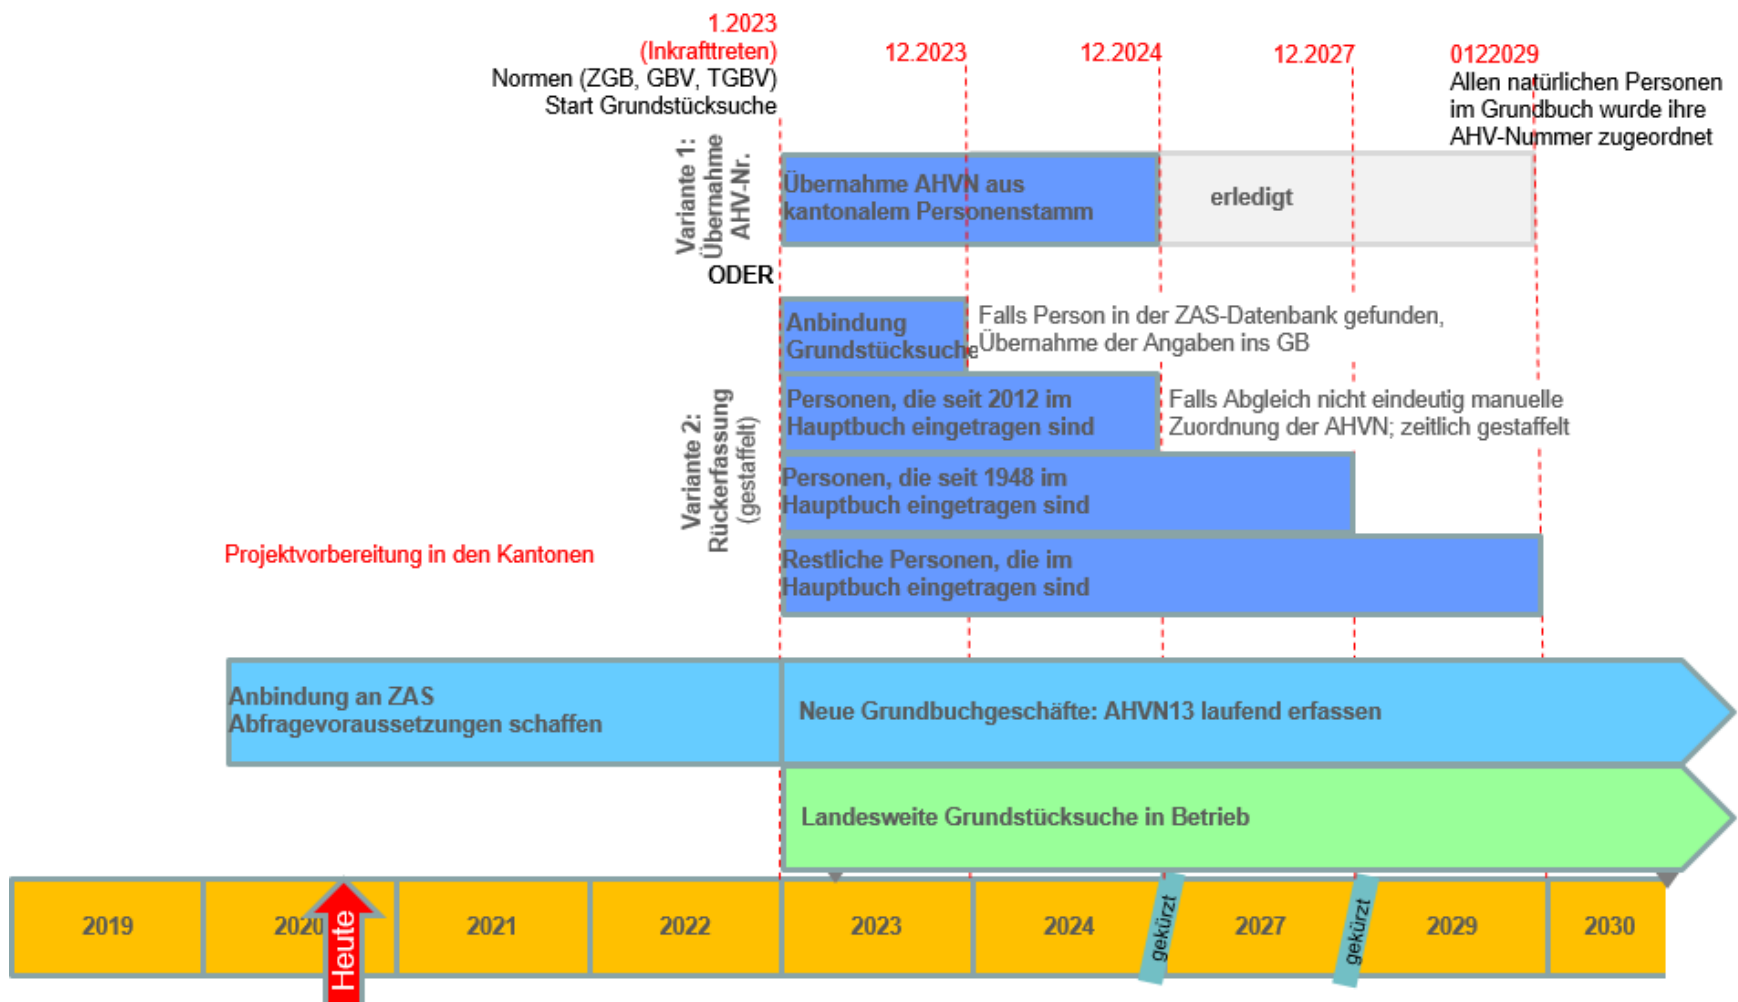 1.2023
(Inkrafttreten)
Normen (ZGB, GBV, TGBV)
Start Grundstücksuche
12.2023
12.2024
12.2027
0122029
Allen natürlichen Personen
im Grundbuch wurde ihre
AHV-Nummer zugeordnet
Variante 1:
Übernahme
AHV-Nr.
Übernahme AHVN aus
kantonalem Personenstamm
erledigt
ODER
Anbindung
Grundstücksuche
Falls Person in der ZAS-Datenbank gefunden,
Übernahme der Angaben ins GB
Variante 2:
Rückerfassung
(gestaffelt)
Personen, die seit 2012 im
Hauptbuch eingetragen sind
Falls Abgleich nicht eindeutig manuelle
Zuordnung der AHVN; zeitlich gestaffelt
Personen, die seit 1948 im
Hauptbuch eingetragen sind
Projektvorbereitung in den Kantonen
Restliche Personen, die im
Hauptbuch eingetragen sind
Anbindung an ZAS
Abfragevoraussetzungen schaffen
Neue Grundbuchgeschäfte: AHVN13 laufend erfassen
Landesweite Grundstücksuche in Betrieb
2019
2020
Heute
2021
2022
2023
2024
gekürzt
2027
gekürzt
2029
2030